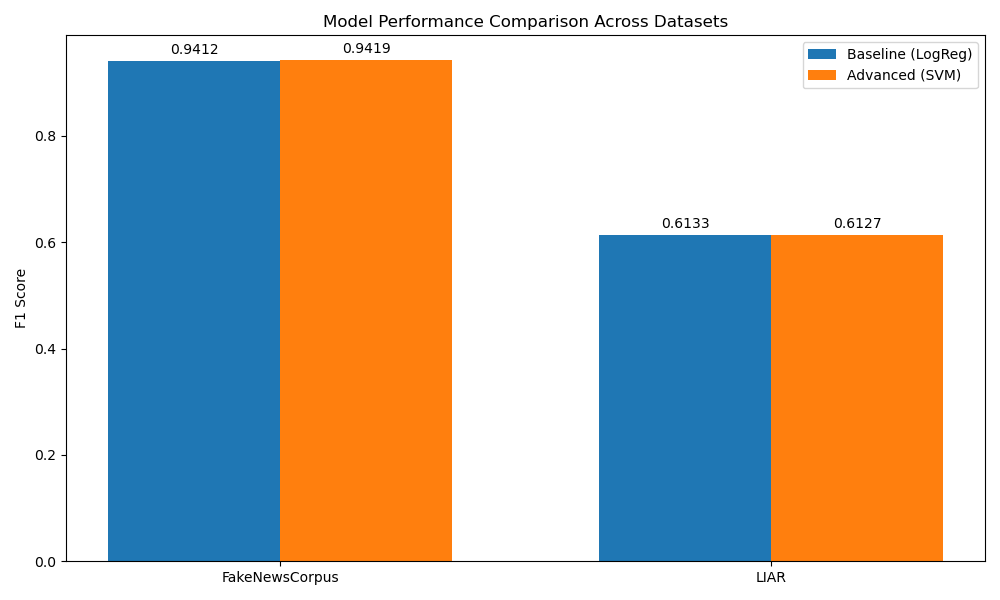 Model Performance Comparison Across Datasets
0.9412
0.9419
0.6133
0.6127
Baseline (LogReg)
Advanced (SVM)
F1 Score
0.8
0.6
0.4
0.2
0.0
FakeNewsCorpus
LIAR